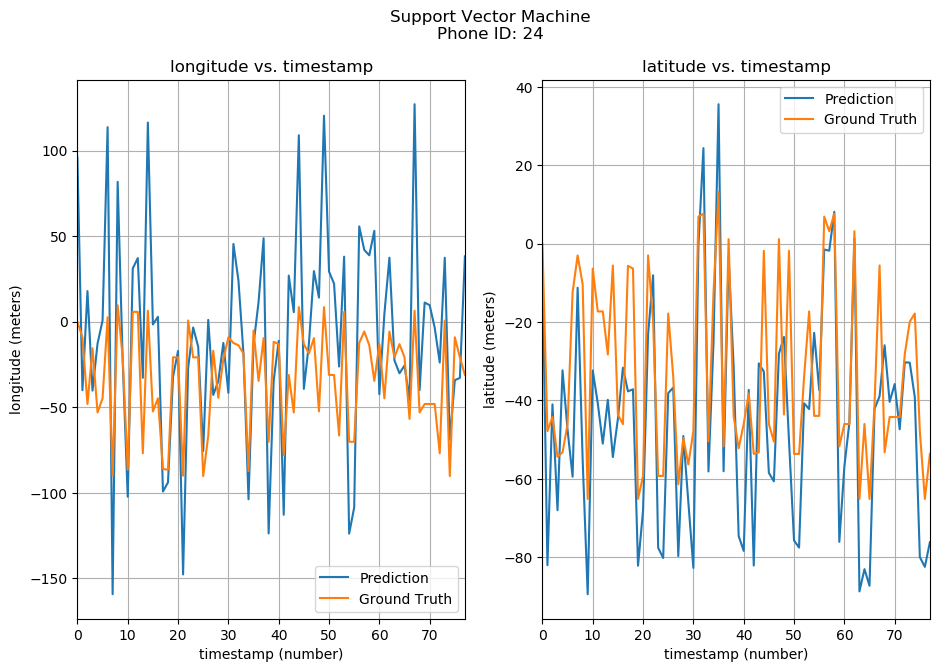 Support Vector Machine
Phone ID: 24
longitude vs. timestamp
longitude (meters)
100
50
0
−50
−100
−150
0 10 20 30 40 50 60 70
timestamp (number)
Prediction
Ground Truth
latitude vs. timestamp
latitude (meters)
40
20
0
−20
−40
−60
−80
0 10 20 30 40 50 60 70
timestamp (number)
Prediction
Ground Truth